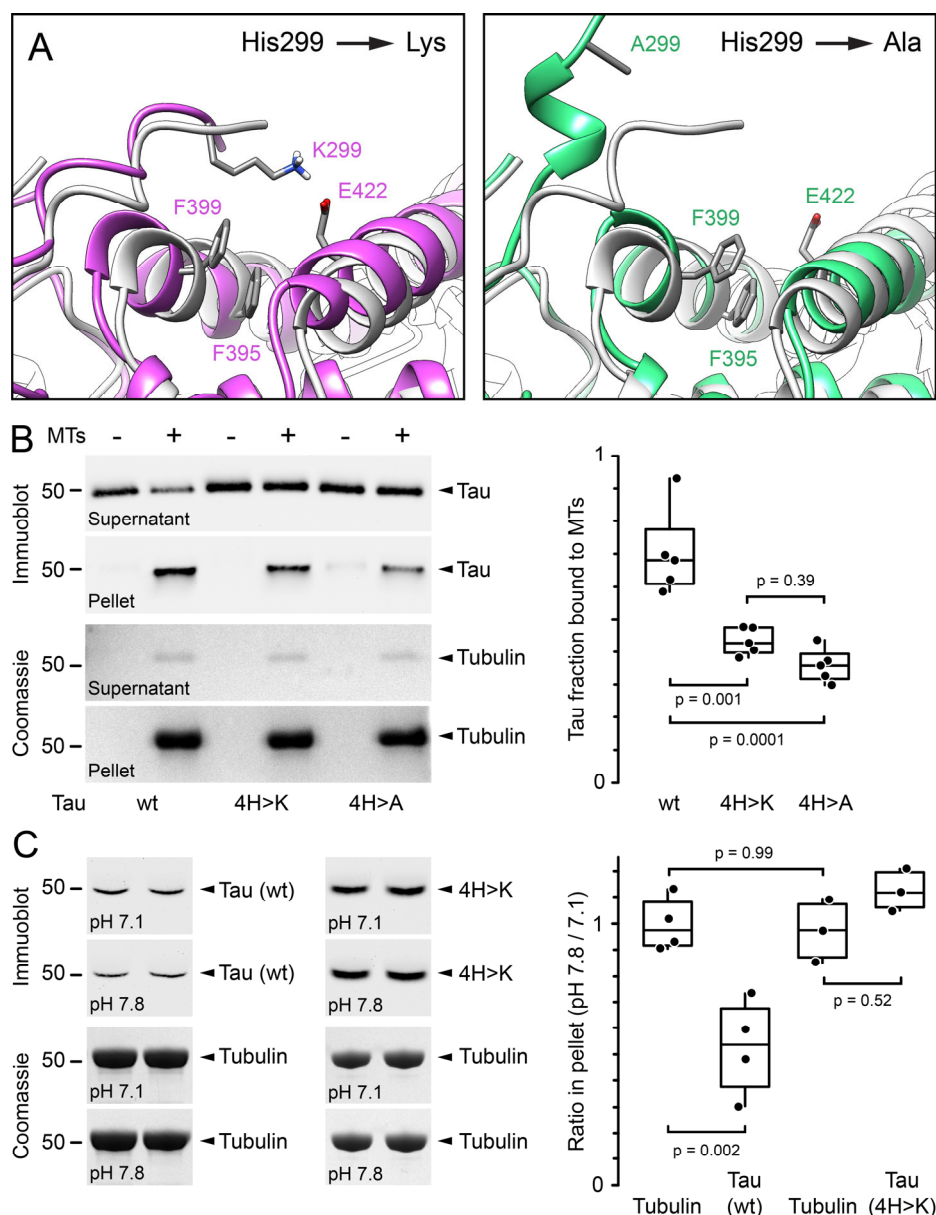 A
His299 → Lys
K299
F399
E422
F395
His299 → Ala
A299
F399
E422
F395
B
MTs - + - + - +
Immuoblot
50 Tau
Supernatant
50 Tau
Pellet
Coomassie
50 Tubulin
Supernatant
50 Tubulin
Pellet
Tau wt 4H>K 4H>A
Tau fraction bound to MTs
1
0
p = 0.39
p = 0.001
p = 0.0001
wt 4H>K 4H>A
C
Immuoblot
50 Tau (wt)
pH 7.1
50 Tau (wt)
pH 7.8
Coomassie
50 Tubulin
pH 7.1
50 Tubulin
pH 7.8
50 4H>K
pH 7.1
50 4H>K
pH 7.8
50 Tubulin
pH 7.1
50 Tubulin
pH 7.8
Ratio in pellet (pH 7.8 / 7.1)
1
0
p = 0.99
p = 0.52
p = 0.002
Tubulin Tau (wt) Tubulin Tau (4H>K)